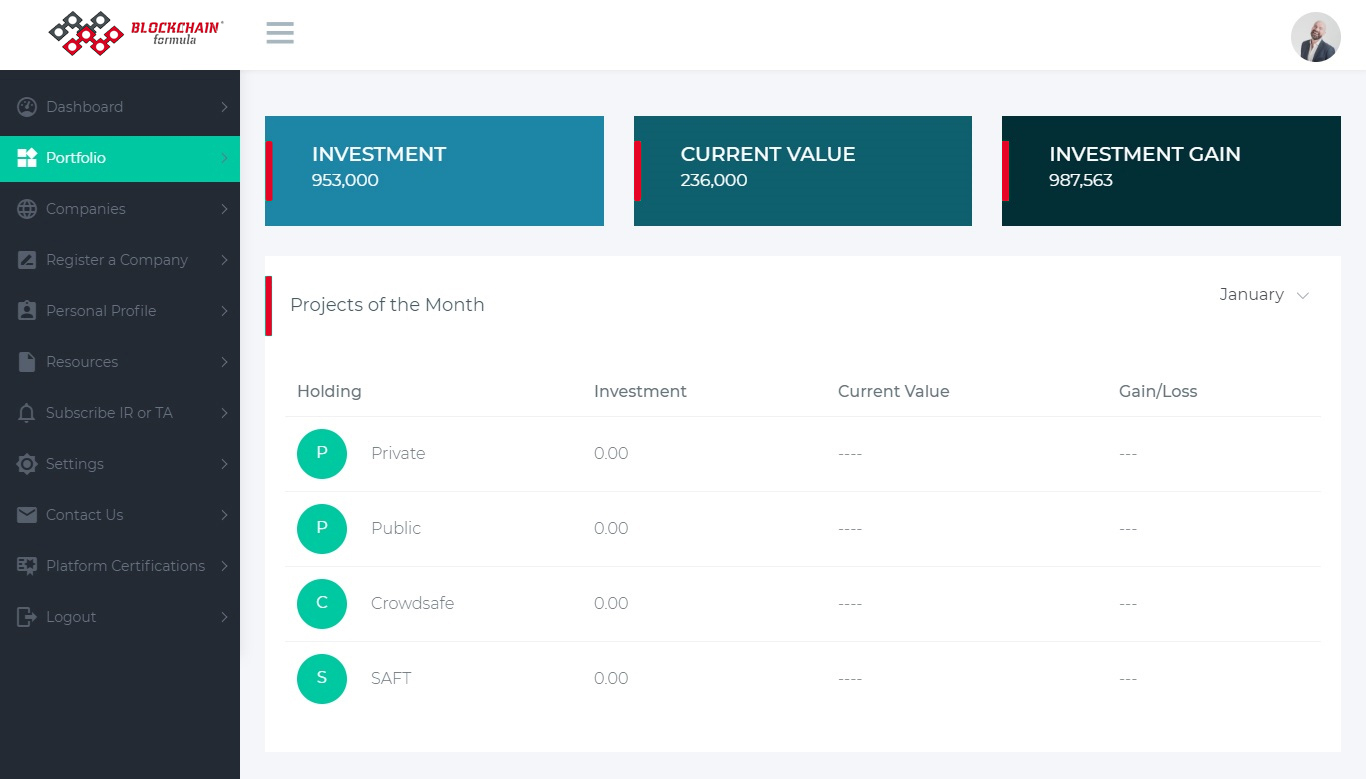 BLOCKCHAIN
formula
Dashboard
Portfolio
Companies
Register a Company
Personal Profile
Resources
Subscribe IR or TA
Settings
Contact Us
Platform Certifications
Logout
INVESTMENT
953,000
CURRENT VALUE
236,000
INVESTMENT GAIN
987,563
Projects of the Month
January
Holding Investment Current Value Gain/Loss
P Private 0.00 ---- ---
P Public 0.00 ---- ---
C Crowdsafe 0.00 ---- ---
S SAFT 0.00 ---- ---